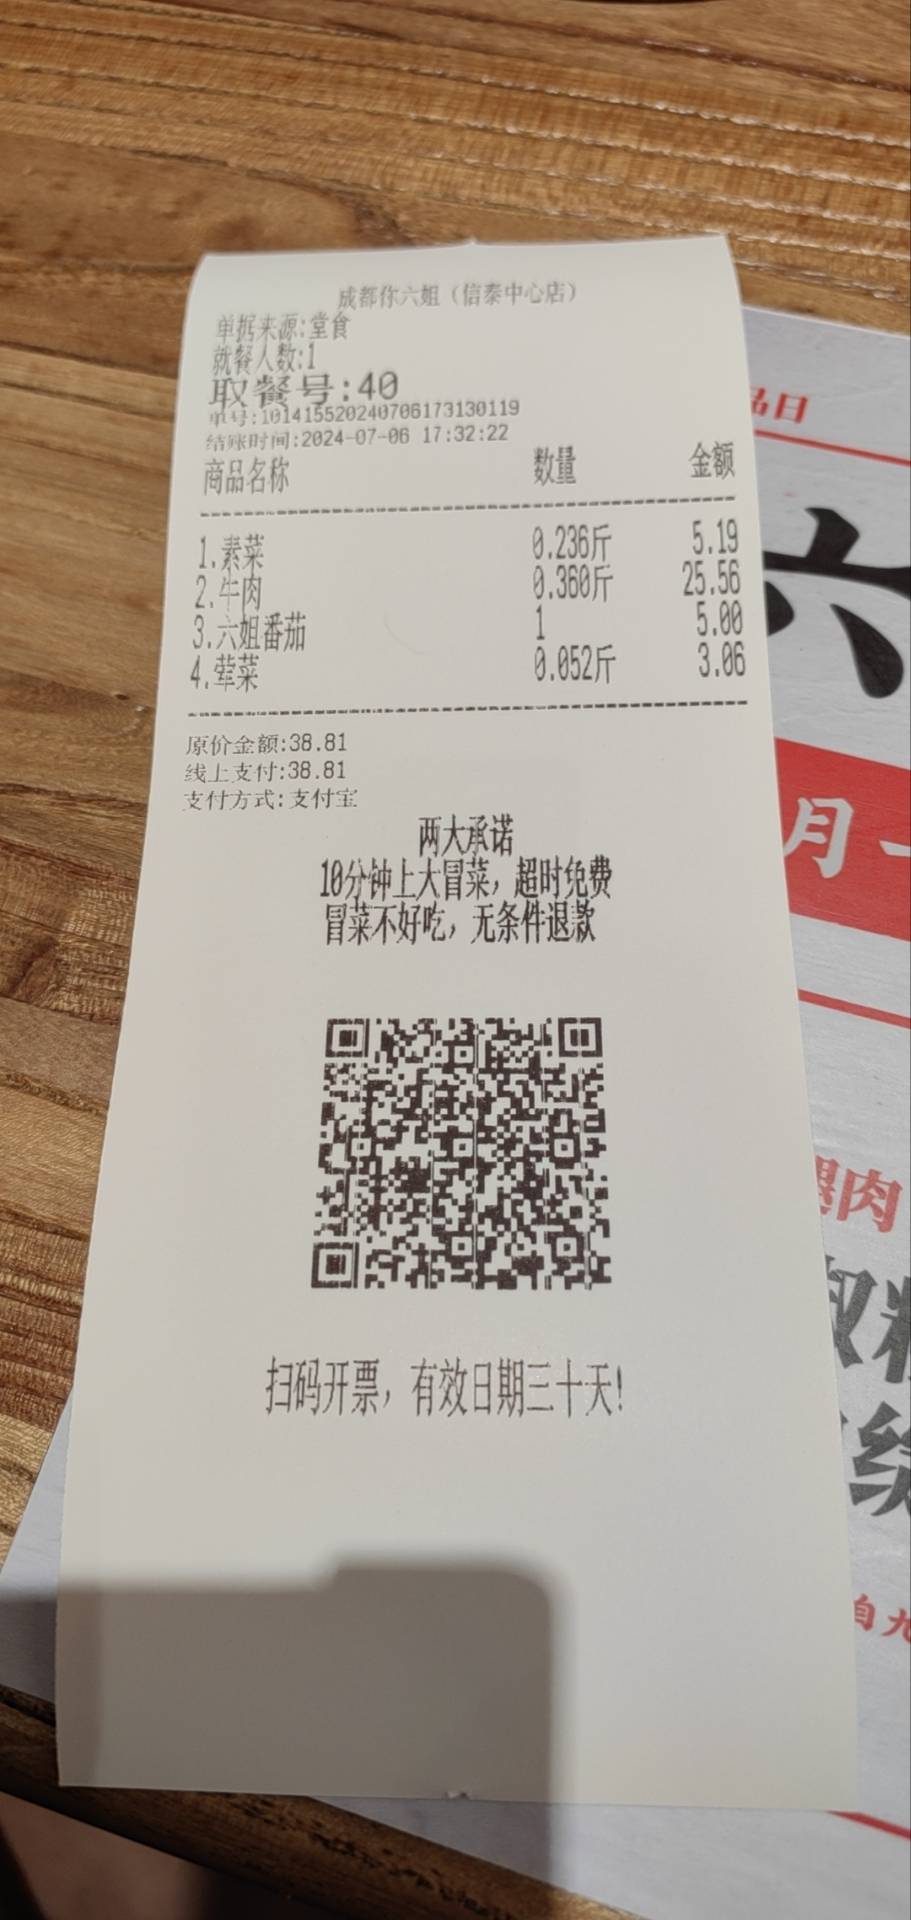 成都你六姐（信泰中心店）
单据来源:堂食
就餐人数:1
取餐号:40
单号:101415520240706173130119
结账时间:2024-07-06 17:32:22
商品名称 数量 金额
1.素菜 0.236斤 5.19
2.牛肉 0.360斤 25.56
3.六姐番茄 1 5.00
4.荤菜 0.052斤 3.06
原价金额:38.81
线上支付:38.81
支付方式:支付宝
两大承诺
10分钟上大冒菜，超时免费
冒菜不好吃，无条件退款
扫码开票，有效日期三十天!
品日
六
月一
肉
自九